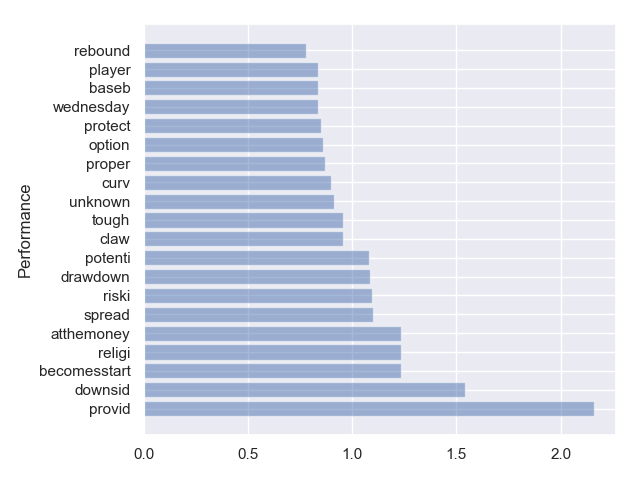 rebound
player
baseb
wednesday
protect
option
proper
curv
unknown
tough
claw
potenti
drawdown
riski
spread
atthemoney
religi
becomesstart
downsid
provid
Performance
0.0 0.5 1.0 1.5 2.0